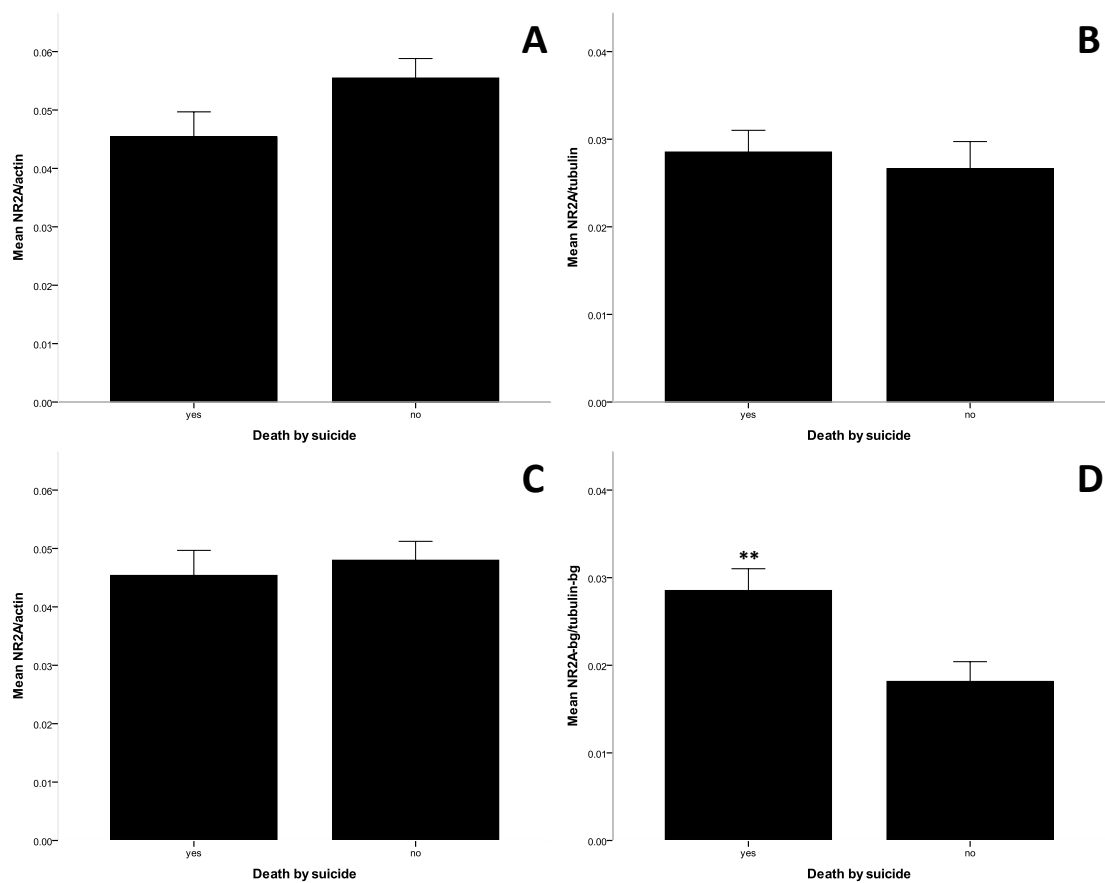 A
0.06
0.05
0.04
0.03
0.02
0.01
0.00
Mean NR2A/actin
yes no
Death by suicide
B
0.04
0.03
0.02
0.01
0.00
Mean NR2A/tubulin
yes no
Death by suicide
C
0.06
0.05
0.04
0.03
0.02
0.01
0.00
Mean NR2A/actin
yes no
Death by suicide
D
0.04
**
0.03
0.02
0.01
0.00
Mean NR2A-bg/tubulin-bg
yes no
Death by suicide